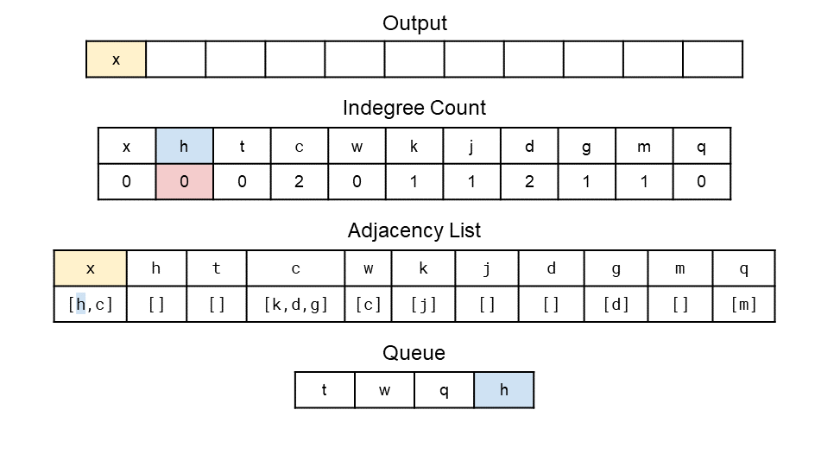 Output
x
Indegree Count
x h t c w k j d g m q
0 0 0 2 0 1 1 2 1 1 0
Adjacency List
x h t c w k j d g m q
[h,c] [] [] [k,d,g] [c] [j] [] [] [d] [] [m]
Queue
t w q h